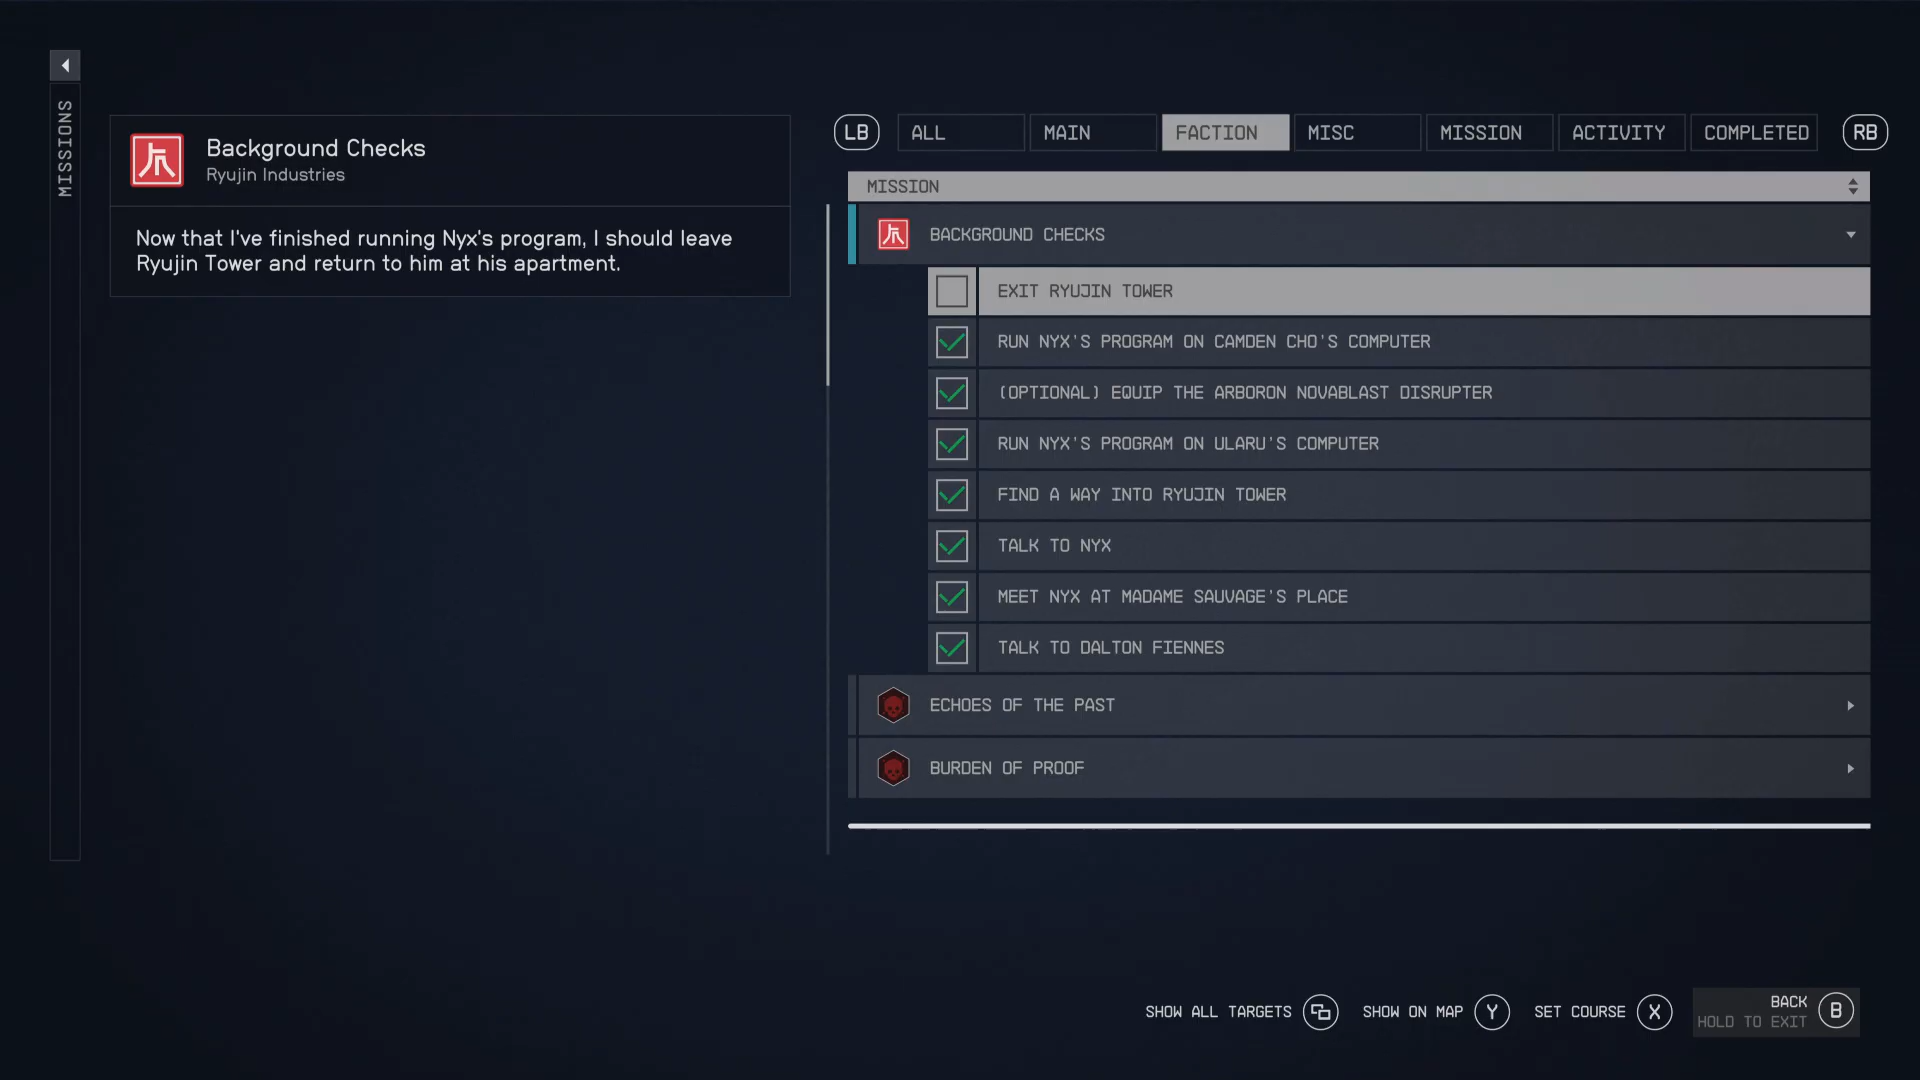 MISSIONS
Background Checks
Ryujin Industries
Now that I've finished running Nyx's program, I should leave
Ryujin Tower and return to him at his apartment.
LB ALL MAIN FACTION MISC MISSION ACTIVITY COMPLETED RB
MISSION
BACKGROUND CHECKS
EXIT RYUJIN TOWER
RUN NYX'S PROGRAM ON CAMDEN CHO'S COMPUTER
(OPTIONAL) EQUIP THE ARBORON NOVABLAST DISRUPTER
RUN NYX'S PROGRAM ON ULARU'S COMPUTER
FIND A WAY INTO RYUJIN TOWER
TALK TO NYX
MEET NYX AT MADAME SAUVAGE'S PLACE
TALK TO DALTON FIENNES
ECHOES OF THE PAST
BURDEN OF PROOF
SHOW ALL TARGETS SHOW ON MAP Y SET COURSE X BACK B
HOLD TO EXIT